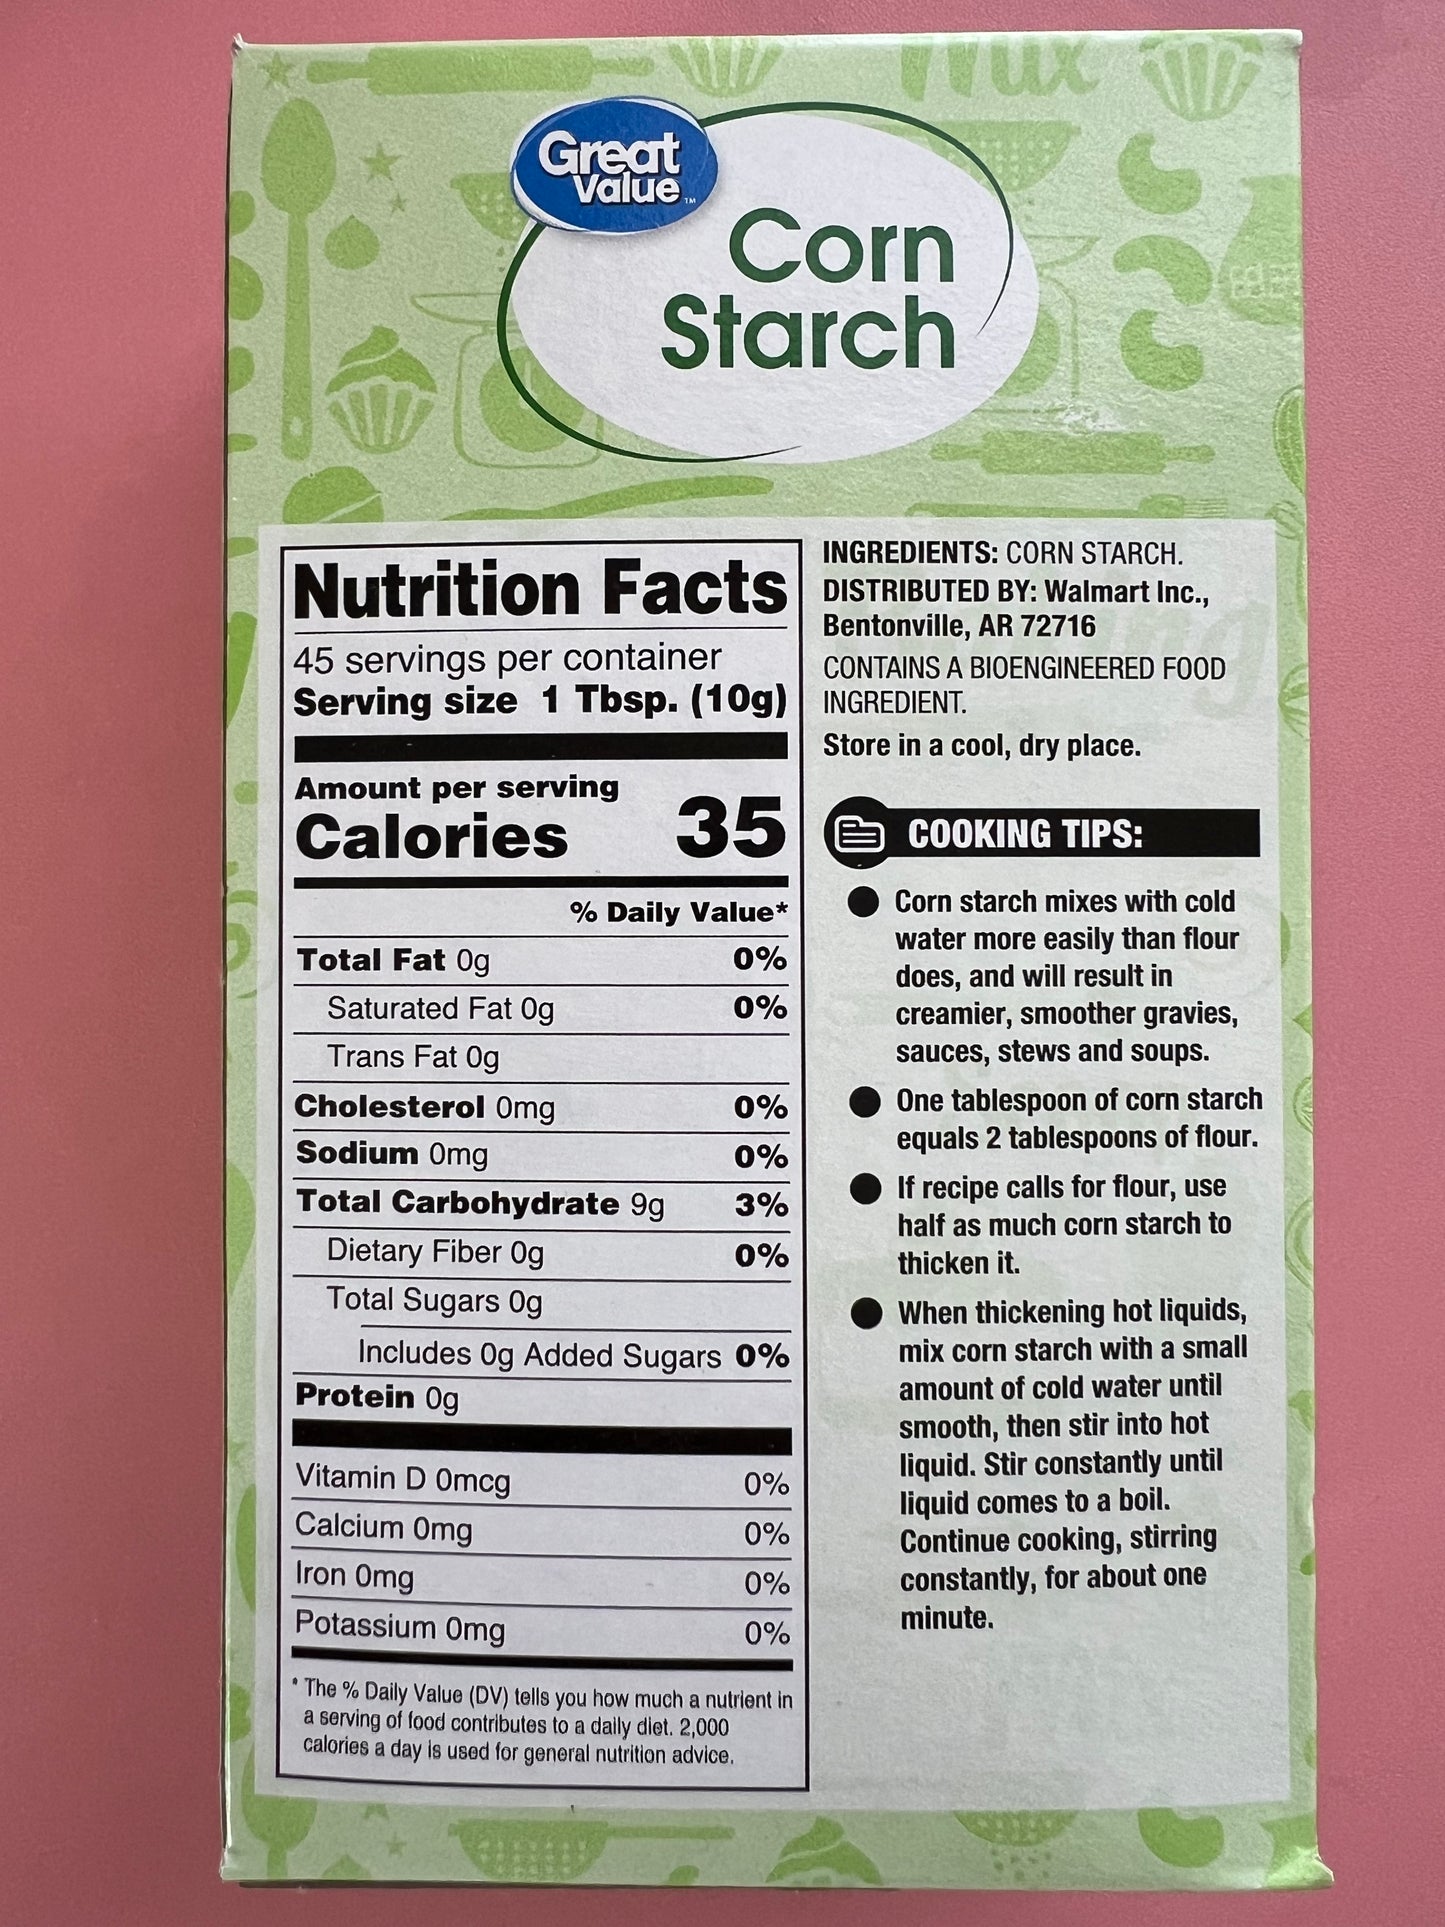 Mix
Great
Value™
Corn
Starch
Nutrition Facts
45 servings per container
Serving size 1 Tbsp. (10g)
Amount per serving
Calories 35
% Daily Value*
Total Fat 0g 0%
Saturated Fat 0g 0%
Trans Fat 0g
Cholesterol 0mg 0%
Sodium 0mg 0%
Total Carbohydrate 9g 3%
Dietary Fiber 0g 0%
Total Sugars 0g
Includes 0g Added Sugars 0%
Protein 0g
Vitamin D 0mcg 0%
Calcium 0mg 0%
Iron 0mg 0%
Potassium 0mg 0%
* The % Daily Value (DV) tells you how much a nutrient in
a serving of food contributes to a daily diet. 2,000
calories a day is used for general nutrition advice.
INGREDIENTS: CORN STARCH.
DISTRIBUTED BY: Walmart Inc.,
Bentonville, AR 72716
CONTAINS A BIOENGINEERED FOOD
INGREDIENT.
Store in a cool, dry place.
COOKING TIPS:
● Corn starch mixes with cold
water more easily than flour
does, and will result in
creamier, smoother gravies,
sauces, stews and soups.
● One tablespoon of corn starch
equals 2 tablespoons of flour.
● If recipe calls for flour, use
half as much corn starch to
thicken it.
● When thickening hot liquids,
mix corn starch with a small
amount of cold water until
smooth, then stir into hot
liquid. Stir constantly until
liquid comes to a boil.
Continue cooking, stirring
constantly, for about one
minute.